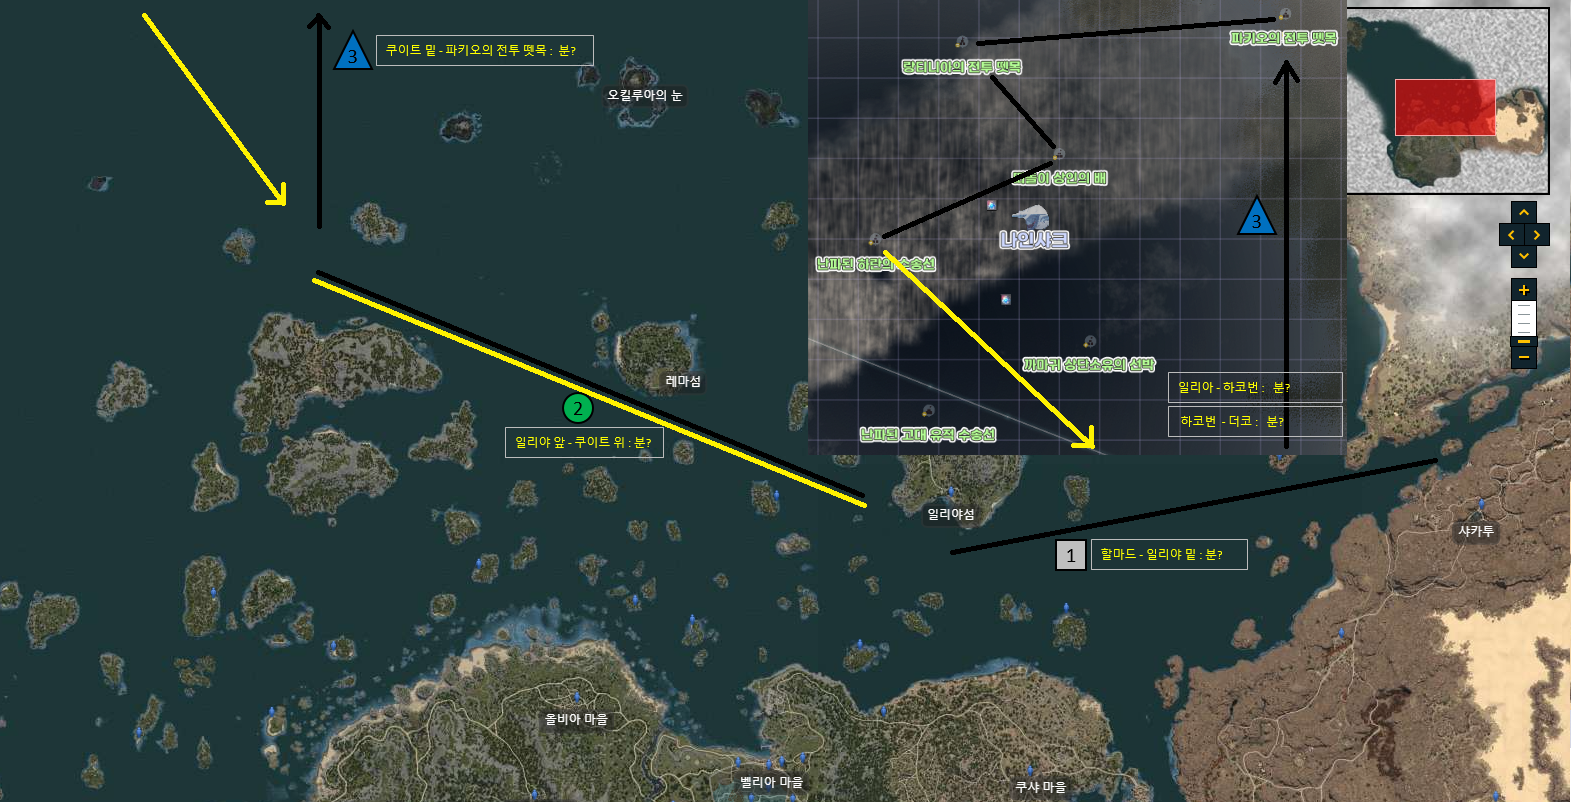 3
쿠이트 밑 - 파키오의 전투 뗏목 : 분?
오킬루아의 눈
파키오의 전투 뗏목
랑티니아의 전투 뗏목
상인의 배
3
나인샤크
난파된 하람의 수송선
까마귀 상단소유의 선박
일리아 - 하코번 : 분?
하코번 - 더코 : 분?
난파된 고대 유적 수송선
레마섬
2
일리야 앞 - 쿠이트 위 : 분?
일리야섬
샤카투
1
할마드 - 일리야 밑 : 분?
올비아 마을
벨리아 마을
쿠샤 마을